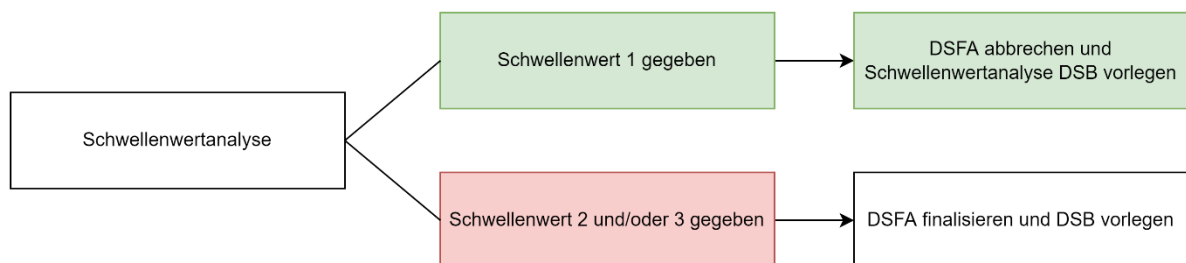 Schwellenwertanalyse
Schwellenwert 1 gegeben
DSFA abbrechen und
Schwellenwertanalyse DSB vorlegen
Schwellenwert 2 und/oder 3 gegeben
DSFA finalisieren und DSB vorlegen